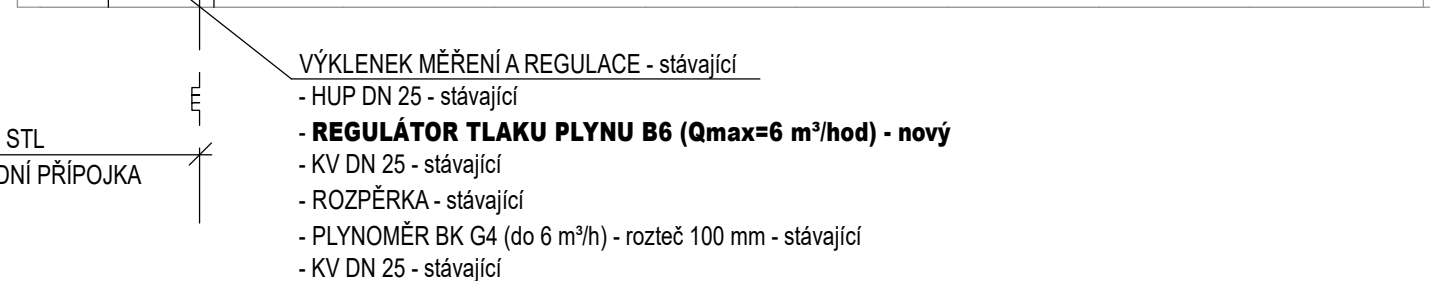 VÝKLENEK MĚŘENÍ A REGULACE - stávající
- HUP DN 25 - stávající
- REGULÁTOR TLAKU PLYNU B6 (Qmax=6 m³/hod) - nový
- KV DN 25 - stávající
- ROZPĚRKA - stávající
- PLYNOMĚR BK G4 (do 6 m³/h) - rozteč 100 mm - stávající
- KV DN 25 - stávající
STL
PŘÍPOJKA